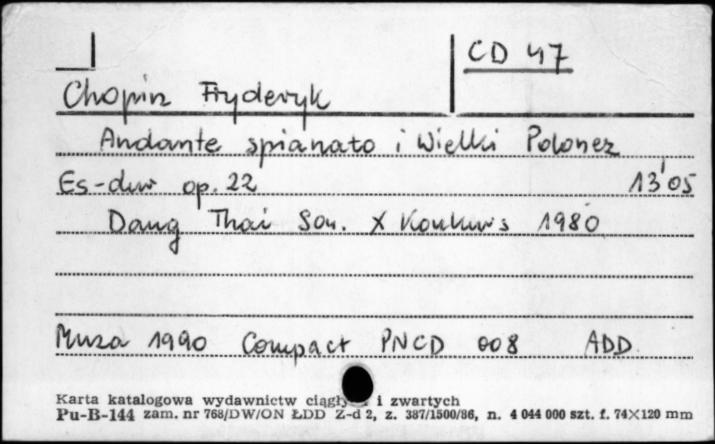 CD 47
Chopin Fryderyk
Andante spianato i Wielki Polonez
Es-dur op. 22 13'05
Dang Thai Son. X Konkurs 1980
Muza 1990 Compact PNCD 008 ADD
Karta katalogowa wydawnictw i zwartych
Pu-B-144 zam. nr 768/DW/ON ŁDD Z-d 2, z. 387/1500/86, n. 4 044 000 szt. f. 74X120 mm